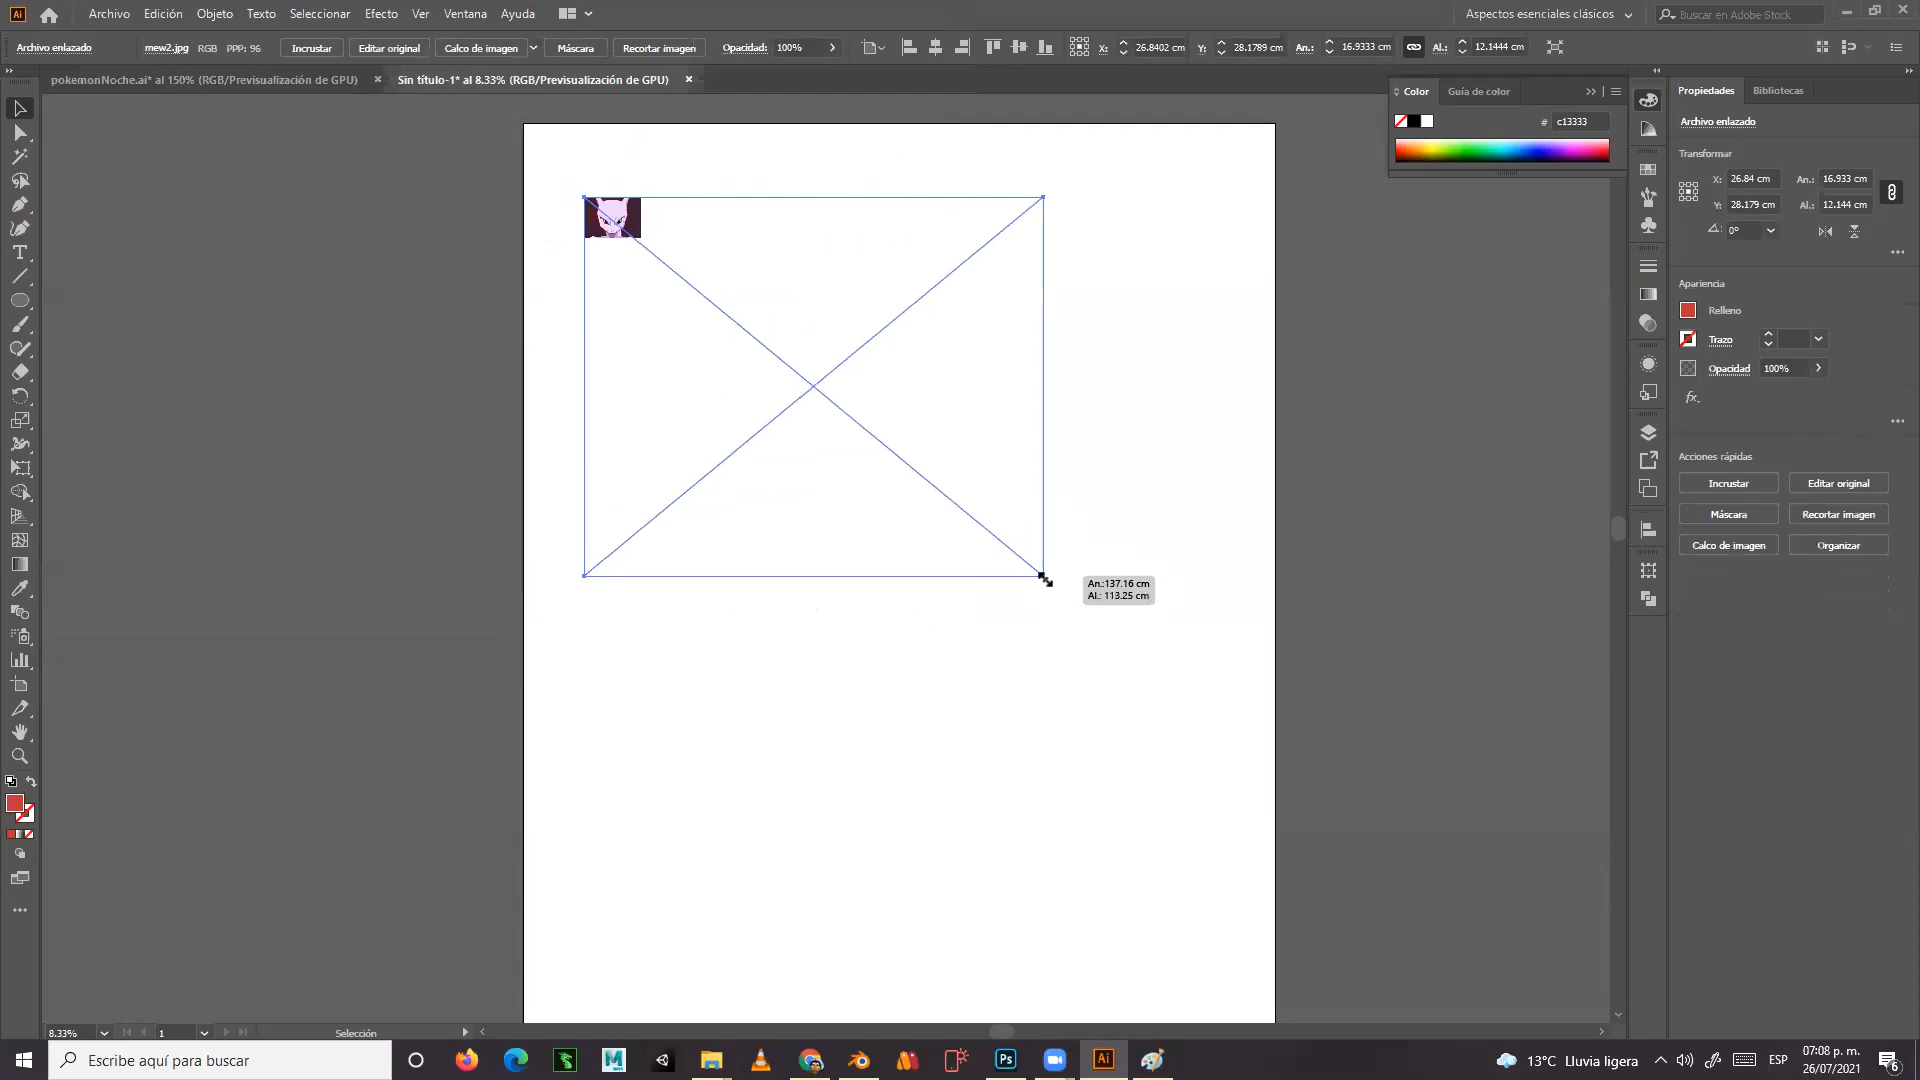 Archivo Edición Objeto Texto Seleccionar Efecto Ver Ventana Ayuda
Aspectos esenciales clásicos
Buscar en Adobe Stock
Archivo enlazado mew2.jpg RGB PPP: 96 Incrustar Editar original Calco de imagen Máscara Recortar imagen Opacidad: 100% X: 26.8402 cm Y: 28.1789 cm An.: 16.9333 cm Al.: 12.1444 cm
pokemonNoche.ai* al 150% (RGB/Previsualización de GPU)
Sin título-1* al 8.33% (RGB/Previsualización de GPU)
Color Guía de color
# c13333
Propiedades Bibliotecas
Archivo enlazado
Transformar
X: 26.84 cm An.: 16.933 cm
Y: 28.179 cm Al.: 12.144 cm
0°
Apariencia
Relleno
Trazo
Opacidad 100%
fx.
Acciones rápidas
Incrustar Editar original
Máscara Recortar imagen
Calco de imagen Organizar
An.:137.16 cm
Al.: 113.25 cm
8.33% 1 Selección
Escribe aquí para buscar
Ps Ai
13°C Lluvia ligera
ESP
07:08 p. m.
26/07/2021
6